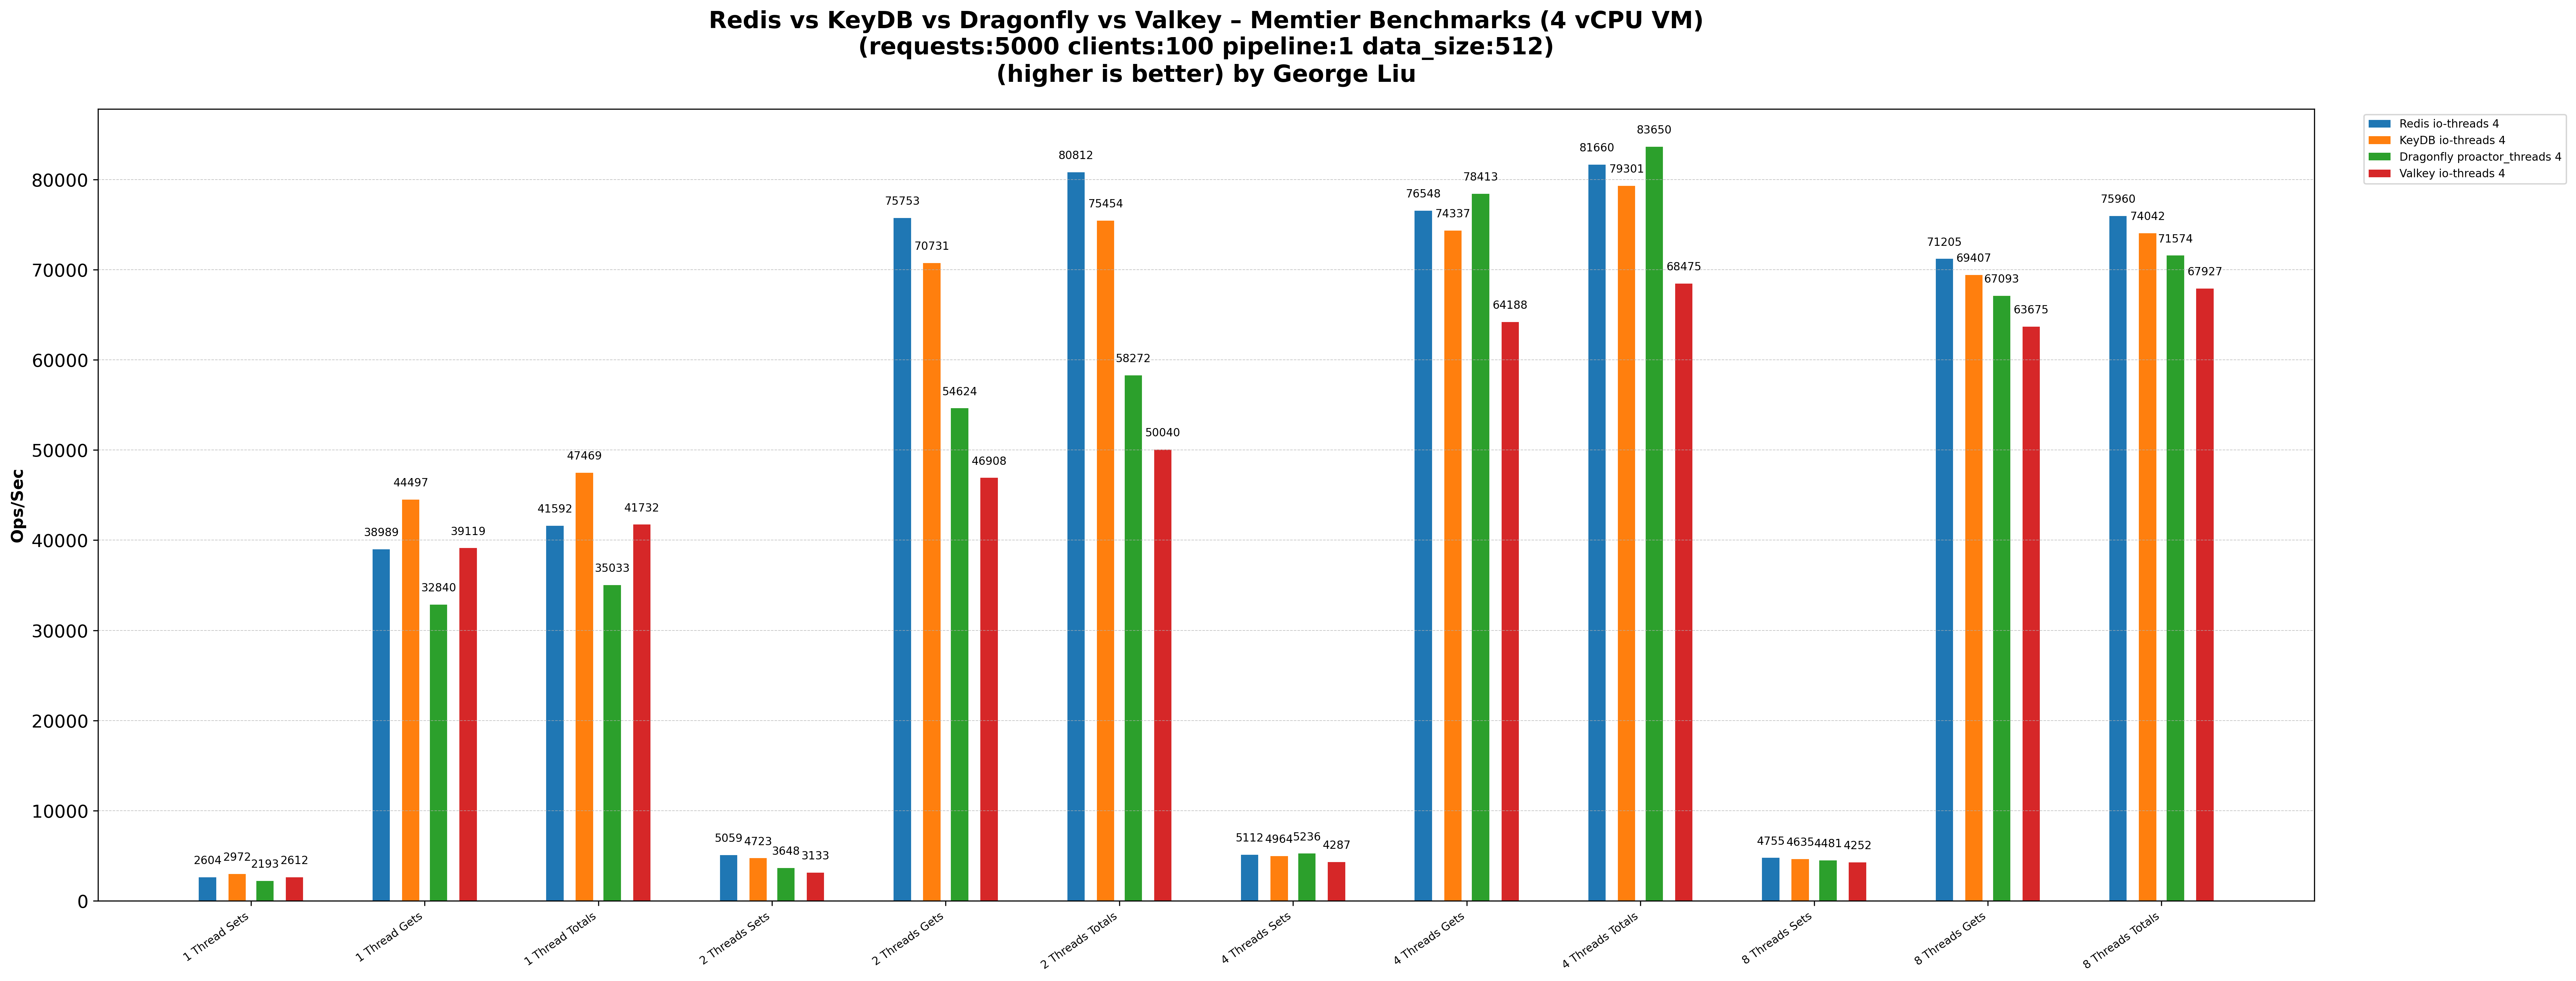 Redis vs KeyDB vs Dragonfly vs Valkey – Memtier Benchmarks (4 vCPU VM)
(requests:5000 clients:100 pipeline:1 data_size:512)
(higher is better) by George Liu
Redis io-threads 4
KeyDB io-threads 4
Dragonfly proactor_threads 4
Valkey io-threads 4
Ops/Sec
80000
70000
60000
50000
40000
30000
20000
10000
0
2604 2972 2193 2612
38989 44497 32840 39119
41592 47469 35033 41732
5059 4723 3648 3133
75753 70731 54624 46908
80812 75454 58272 50040
5112 4964 5236 4287
76548 74337 78413 64188
81660 79301 83650 68475
4755 4635 4481 4252
71205 69407 67093 63675
75960 74042 71574 67927
1 Thread Sets
1 Thread Gets
1 Thread Totals
2 Threads Sets
2 Threads Gets
2 Threads Totals
4 Threads Sets
4 Threads Gets
4 Threads Totals
8 Threads Sets
8 Threads Gets
8 Threads Totals